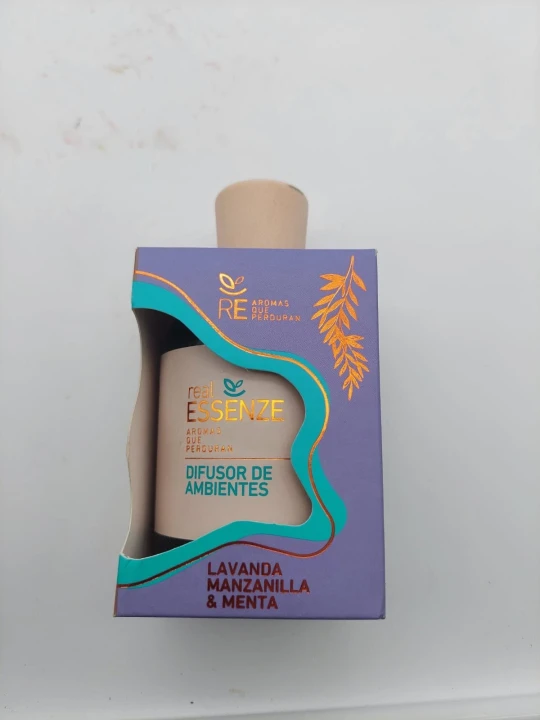 RE
AROMAS
QUE
PERDURAN
real
ESSENZE
AROMAS
QUE
PERDURAN
DIFUSOR DE
AMBIENTES
LAVANDA
MANZANILLA
& MENTA